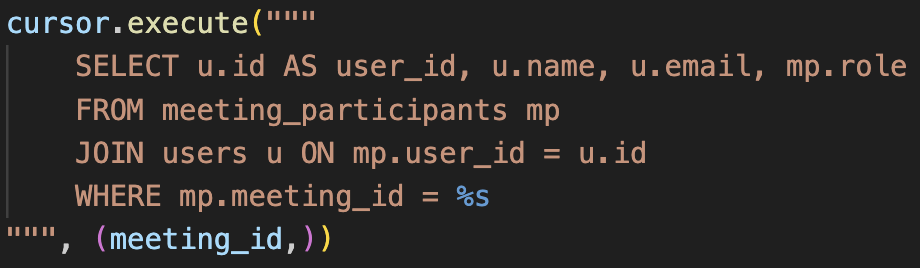 cursor.execute("""
SELECT u.id AS user_id, u.name, u.email, mp.role
FROM meeting_participants mp
JOIN users u ON mp.user_id = u.id
WHERE mp.meeting_id = %s
""", (meeting_id,))